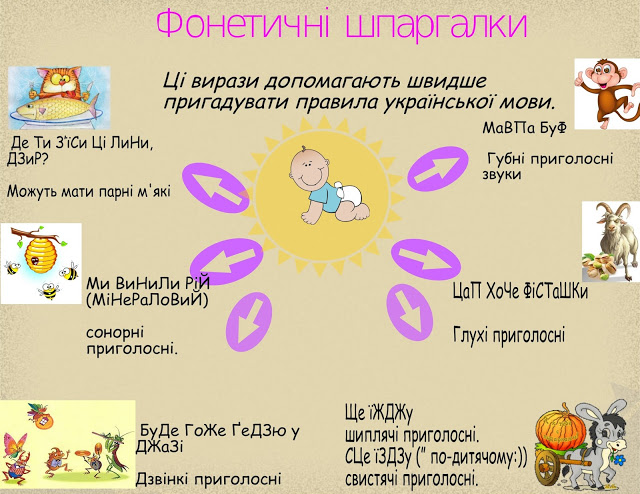 Фонетичні шпаргалки
Ці вирази допомагають швидше
пригадувати правила української мови.
Де Ти З'їСи Ці ЛиНи,
ДЗиР?
Можуть мати парні м'які
МаВПа БуФ
Губні приголосні
звуки
Ми ВиНиЛи РіЙ
(МіНеРаЛоВиЙ)
сонорні
приголосні.
ЦаП ХоЧе ФіСТаШКи
Глухі приголосні
БуДе ГоЖе ҐеДЗю у
ДЖаЗі
Дзвінкі приголосні
Ще їЖДЖу
шиплячі приголосні.
СЦе їЗДЗу (" по-дитячому:))
свистячі приголосні.